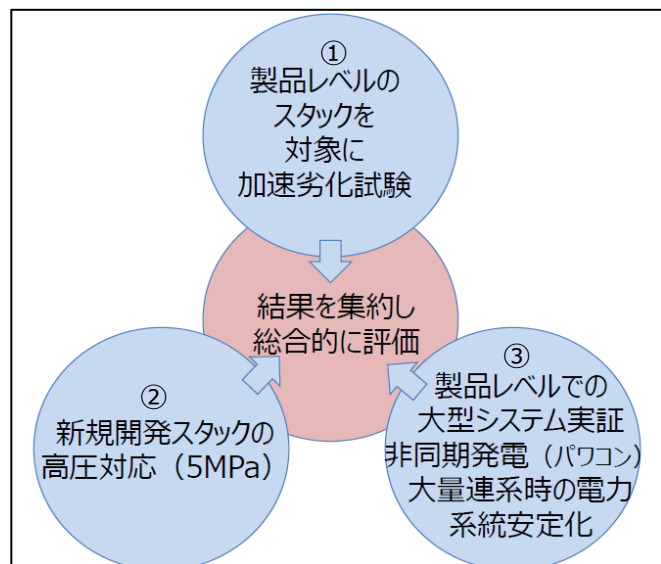 ①
製品レベルの
スタックを
対象に
加速劣化試験
結果を集約し
総合的に評価
②
新規開発スタックの
高圧対応（5MPa）
③
製品レベルでの
大型システム実証
非同期発電（パワコン）
大量連系時の電力
系統安定化